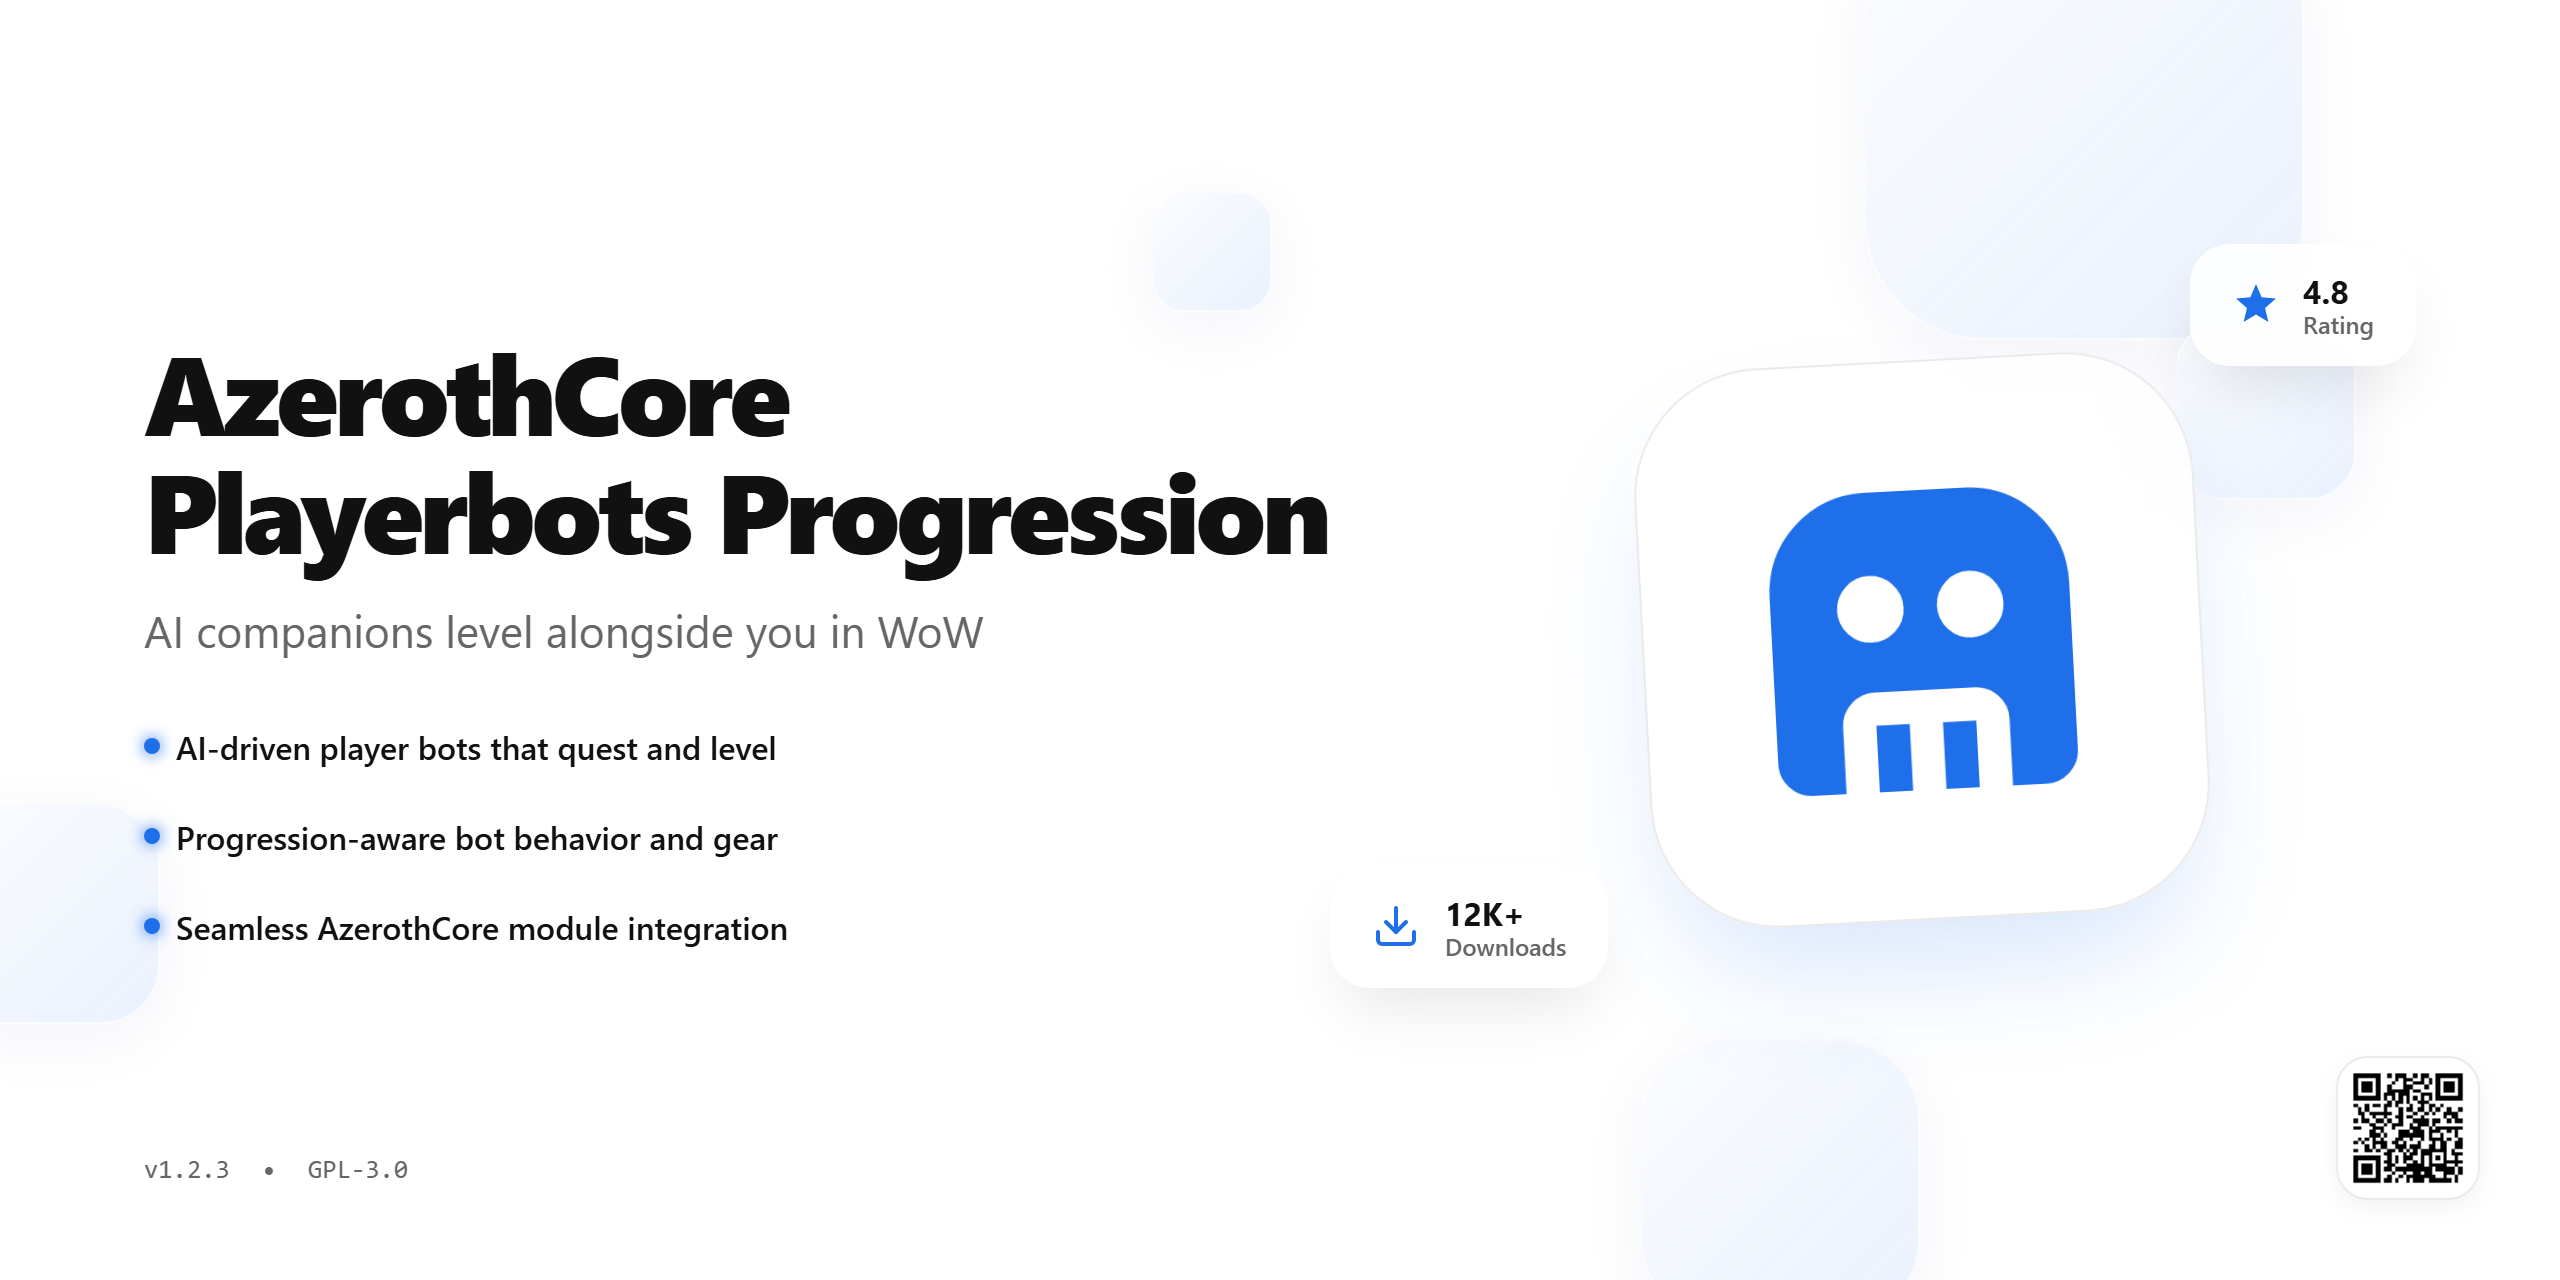 AzerothCore
Playerbots Progression
AI companions level alongside you in WoW
AI-driven player bots that quest and level
Progression-aware bot behavior and gear
Seamless AzerothCore module integration
4.8
Rating
12K+
Downloads
v1.2.3 • GPL-3.0